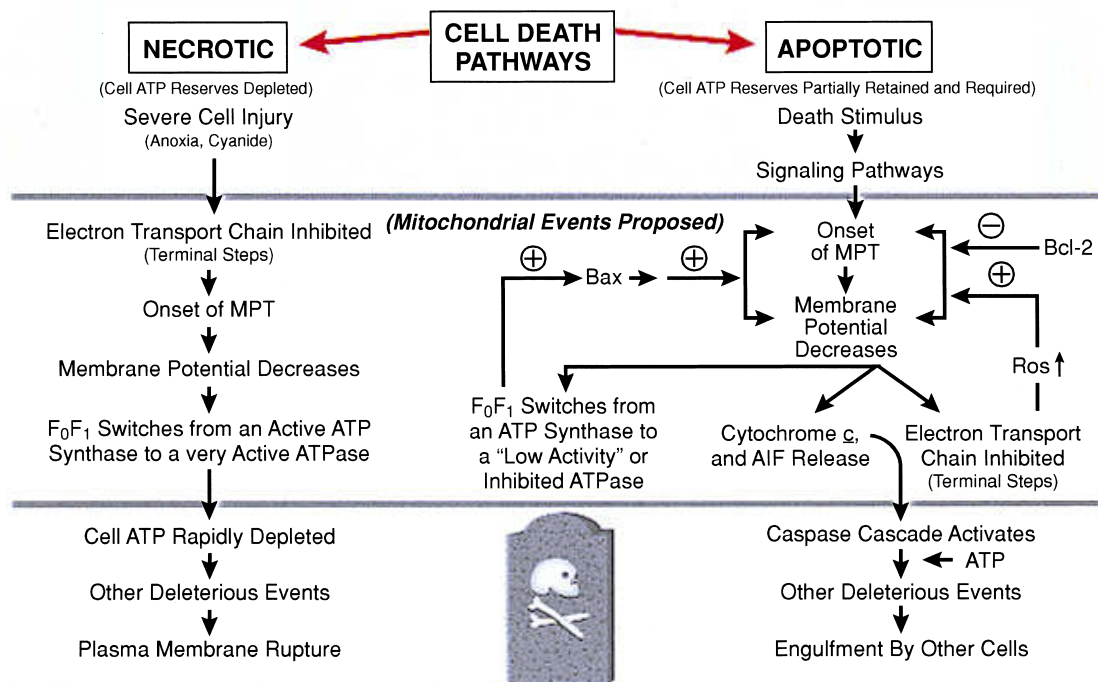 CELL DEATH
PATHWAYS
NECROTIC
(Cell ATP Reserves Depleted)
Severe Cell Injury
(Anoxia, Cyanide)
APOPTOTIC
(Cell ATP Reserves Partially Retained and Required)
Death Stimulus
Signaling Pathways
(Mitochondrial Events Proposed)
Electron Transport Chain Inhibited
(Terminal Steps)
Onset of MPT
Membrane Potential Decreases
F₀F₁ Switches from an Active ATP
Synthase to a very Active ATPase
Cell ATP Rapidly Depleted
Other Deleterious Events
Plasma Membrane Rupture
Onset
of MPT
⊕
Bax
⊕
⊖
Bcl-2
⊕
Membrane
Potential
Decreases
Ros ↑
F₀F₁ Switches from
an ATP Synthase to
a “Low Activity” or
Inhibited ATPase
Cytochrome c,
and AIF Release
Electron Transport
Chain Inhibited
(Terminal Steps)
Caspase Cascade Activates
ATP
Other Deleterious Events
Engulfment By Other Cells